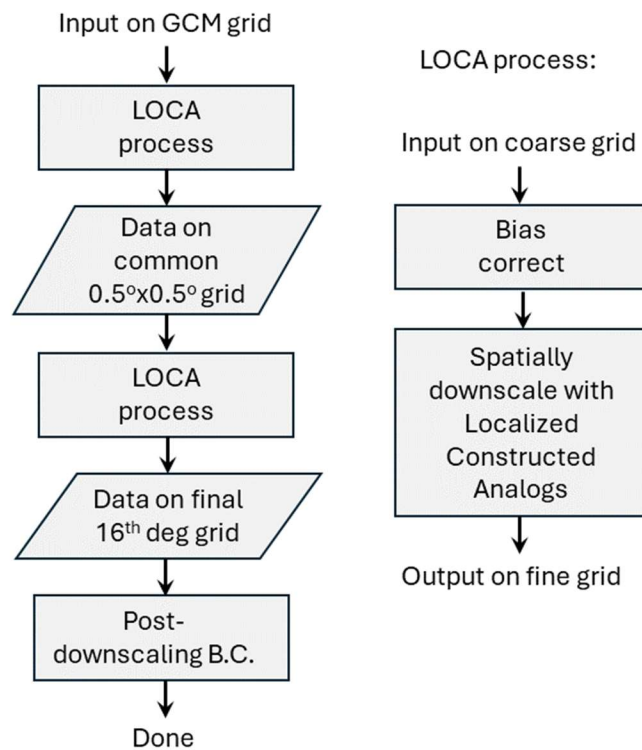 Input on GCM grid
LOCA
process
Data on
common
0.5°x0.5° grid
LOCA
process
Data on final
16th deg grid
Post-
downscaling B.C.
Done
LOCA process:
Input on coarse grid
Bias
correct
Spatially
downscale with
Localized
Constructed
Analogs
Output on fine grid